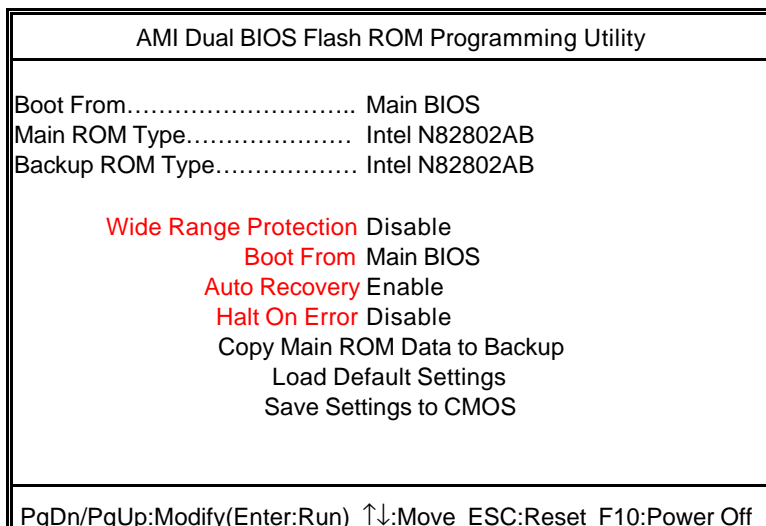 AMI Dual BIOS Flash ROM Programming Utility
Boot From……………………….. Main BIOS
Main ROM Type………………… Intel N82802AB
Backup ROM Type……………… Intel N82802AB
Wide Range Protection Disable
Boot From Main BIOS
Auto Recovery Enable
Halt On Error Disable
Copy Main ROM Data to Backup
Load Default Settings
Save Settings to CMOS
PgDn/PgUp:Modify(Enter:Run) ↑↓:Move ESC:Reset F10:Power Off